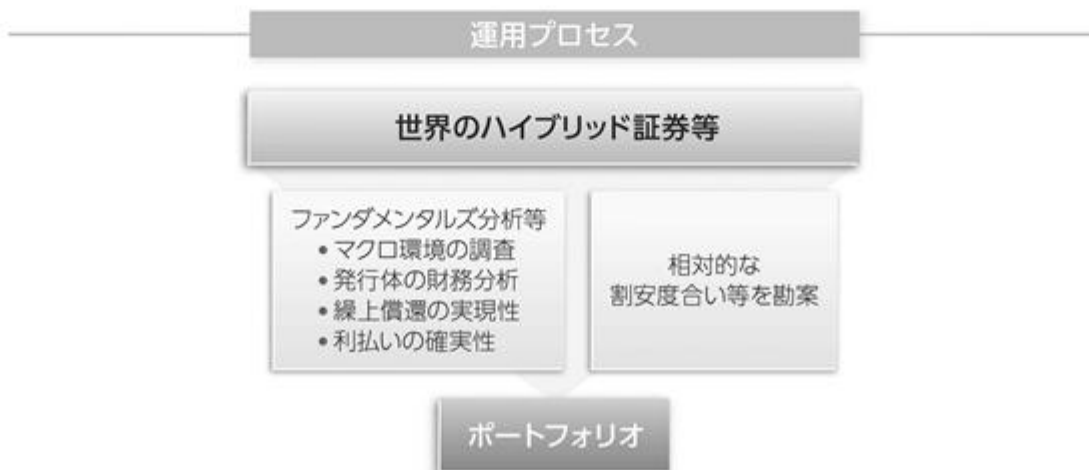 運用プロセス
世界のハイブリッド証券等
ファンダメンタルズ分析等
• マクロ環境の調査
• 発行体の財務分析
• 繰上償還の実現性
• 利払いの確実性
相対的な
割安度合い等を勘案
ポートフォリオ